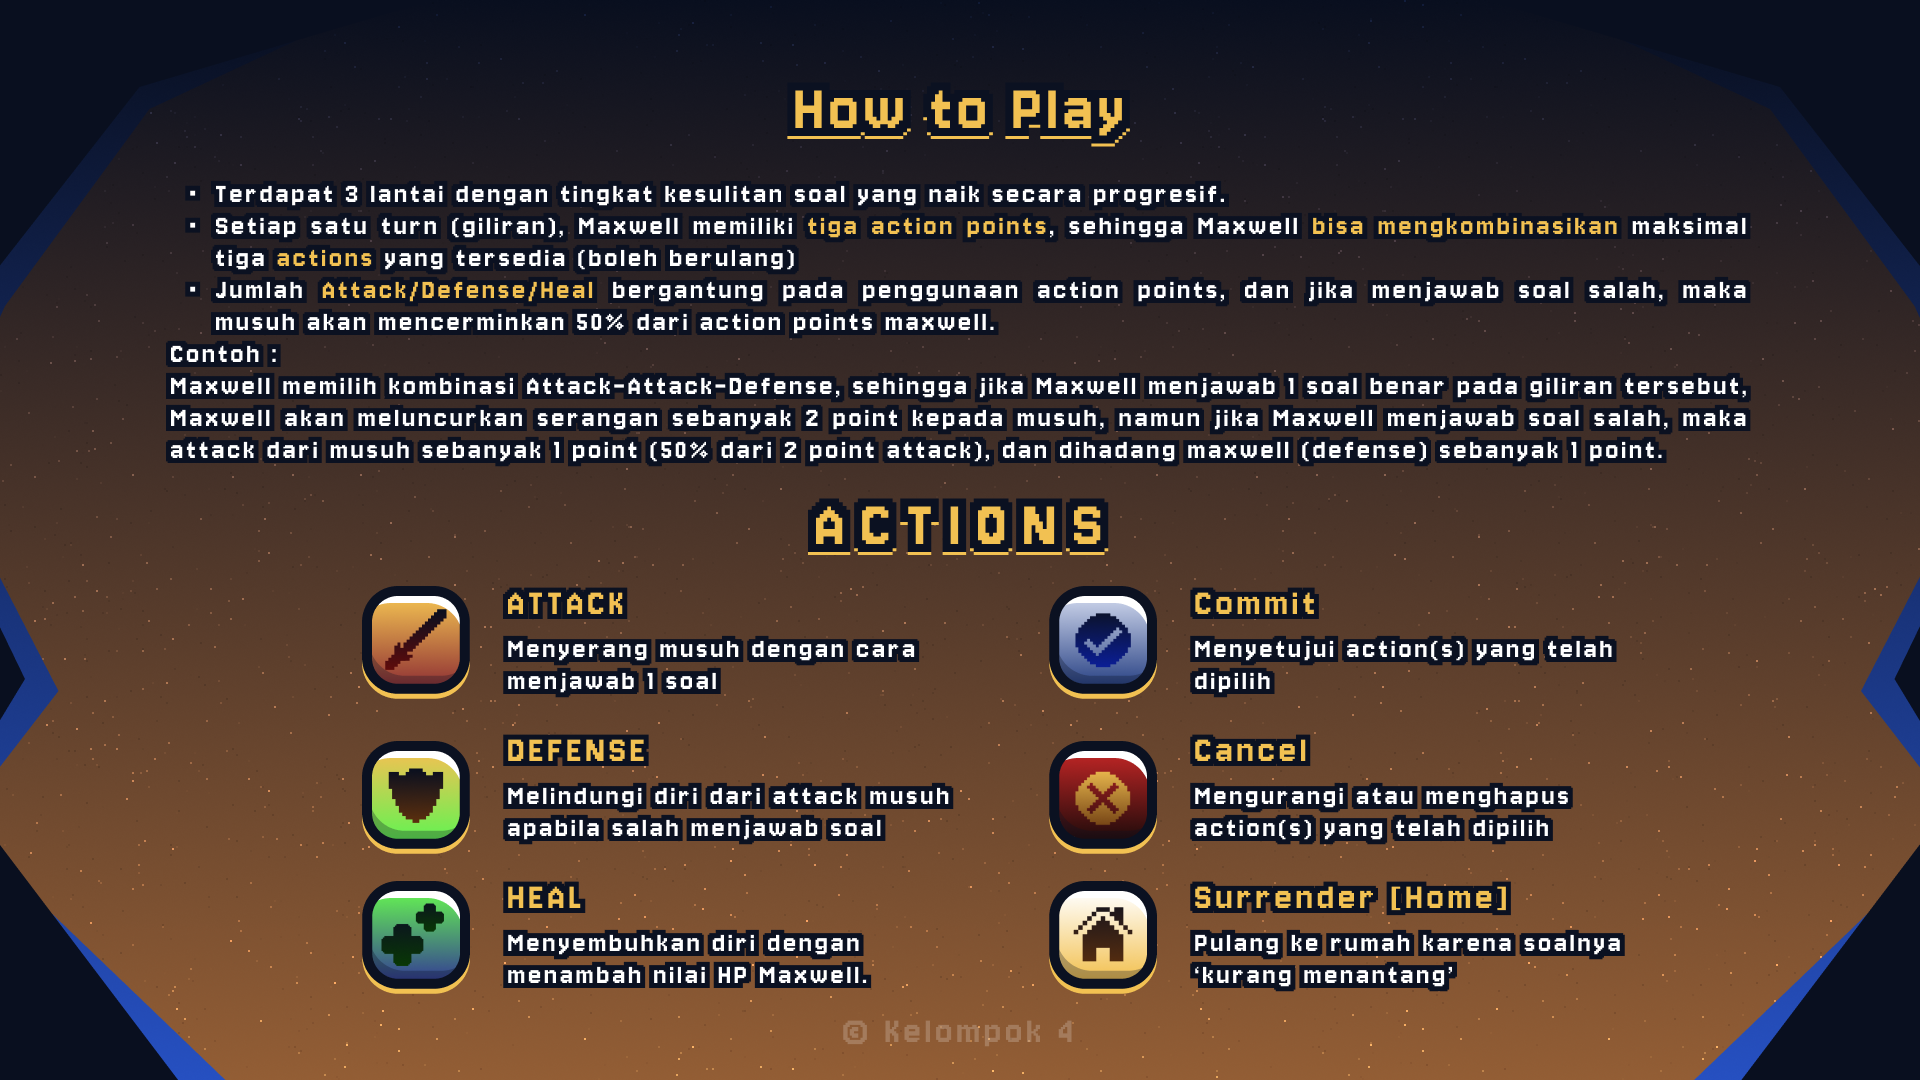 How to Play
▪ Terdapat 3 lantai dengan tingkat kesulitan soal yang naik secara progresif.
▪ Setiap satu turn (giliran), Maxwell memiliki tiga action points, sehingga Maxwell bisa mengkombinasikan maksimal
tiga actions yang tersedia (boleh berulang)
▪ Jumlah Attack/Defense/Heal bergantung pada penggunaan action points, dan jika menjawab soal salah, maka
musuh akan mencerminkan 50% dari action points maxwell.
Contoh :
Maxwell memilih kombinasi Attack-Attack-Defense, sehingga jika Maxwell menjawab 1 soal benar pada giliran tersebut,
Maxwell akan meluncurkan serangan sebanyak 2 point kepada musuh, namun jika Maxwell menjawab soal salah, maka
attack dari musuh sebanyak 1 point (50% dari 2 point attack), dan dihadang maxwell (defense) sebanyak 1 point.
ACTIONS
ATTACK
Menyerang musuh dengan cara
menjawab 1 soal
DEFENSE
Melindungi diri dari attack musuh
apabila salah menjawab soal
HEAL
Menyembuhkan diri dengan
menambah nilai HP Maxwell.
Commit
Menyetujui action(s) yang telah
dipilih
Cancel
Mengurangi atau menghapus
action(s) yang telah dipilih
Surrender [Home]
Pulang ke rumah karena soalnya
‘kurang menantang’
© Kelompok 4